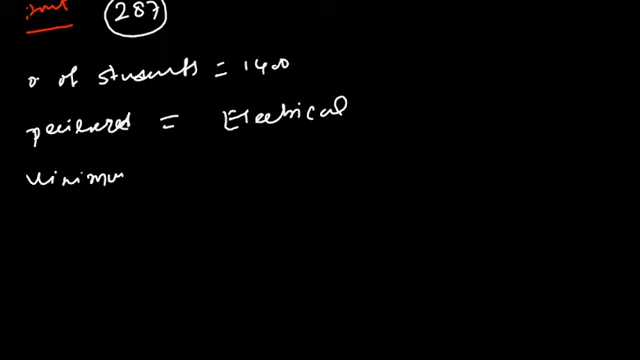 287
of students = 1400
preferred = Electrical
Minimum